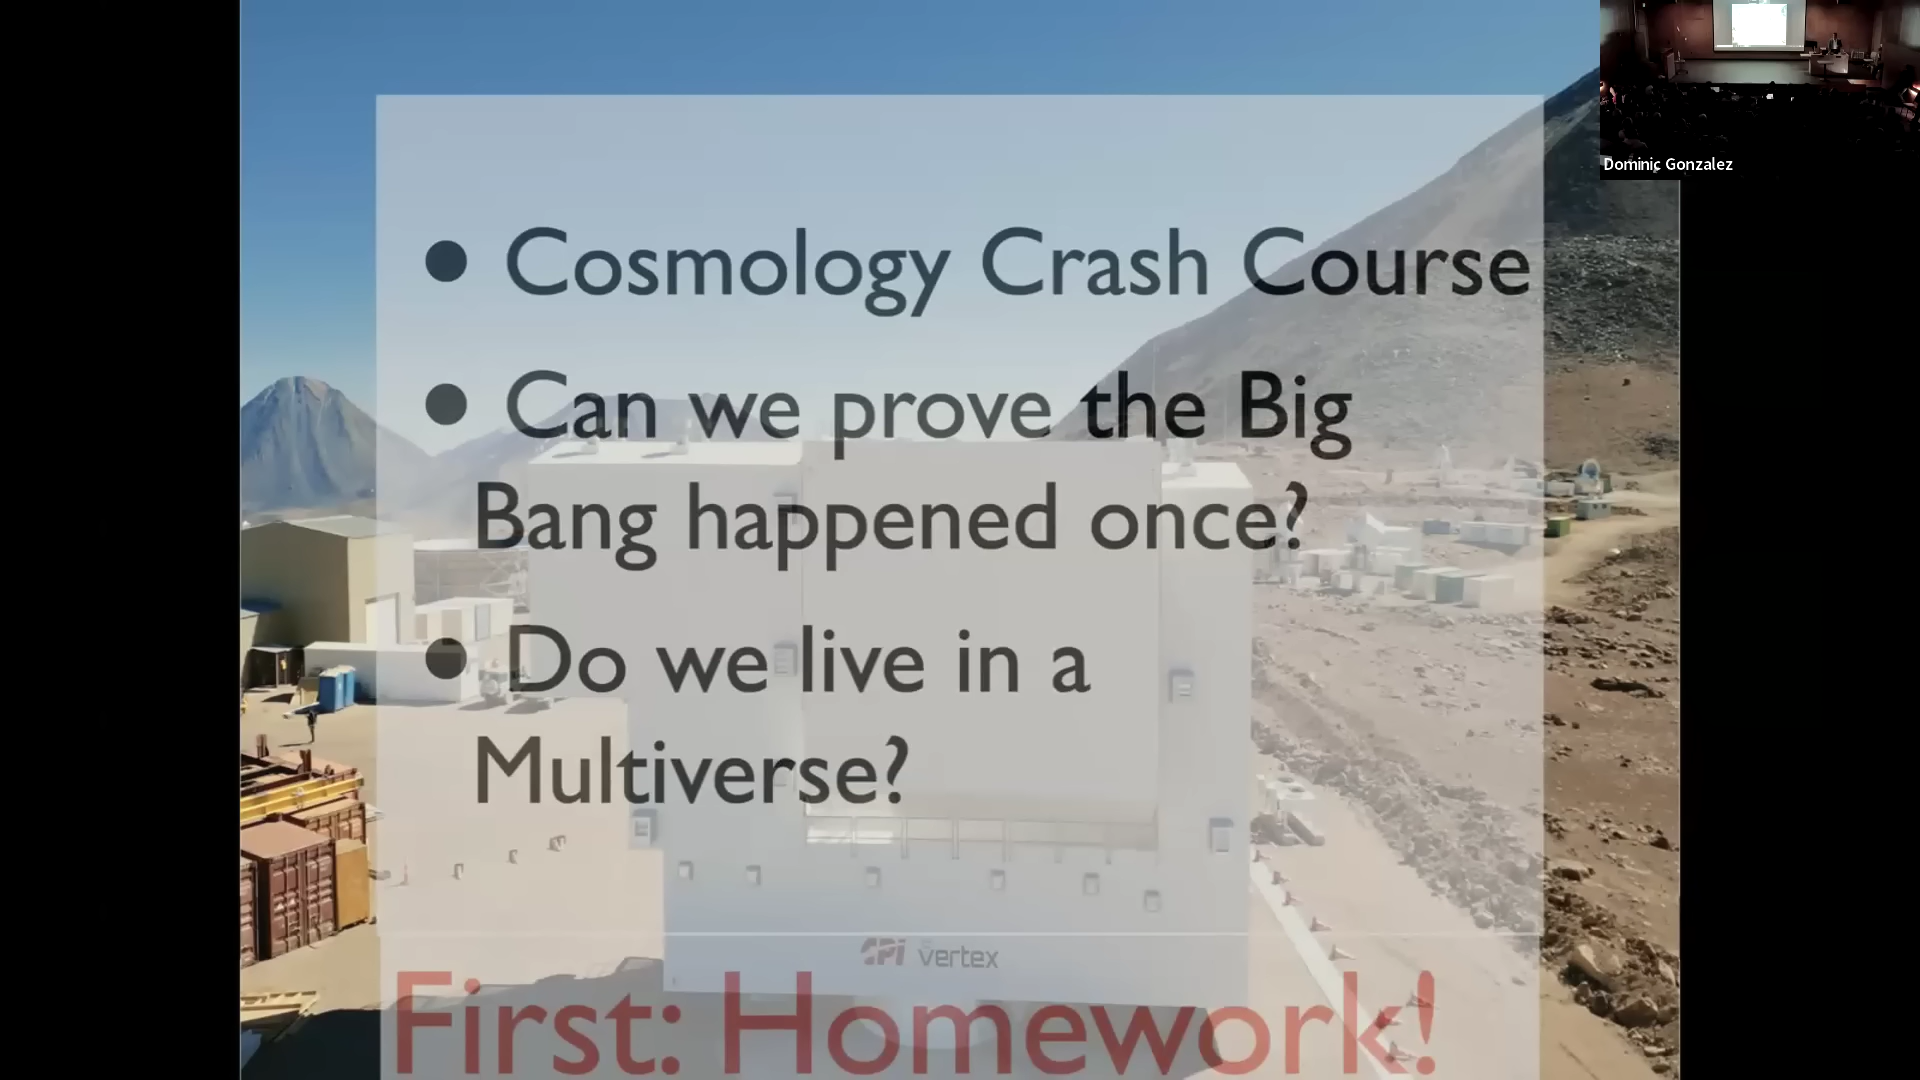 Dominic Gonzalez
• Cosmology Crash Course
• Can we prove the Big
Bang happened once?
• Do we live in a
Multiverse?
CPI vertex
First: Homework!